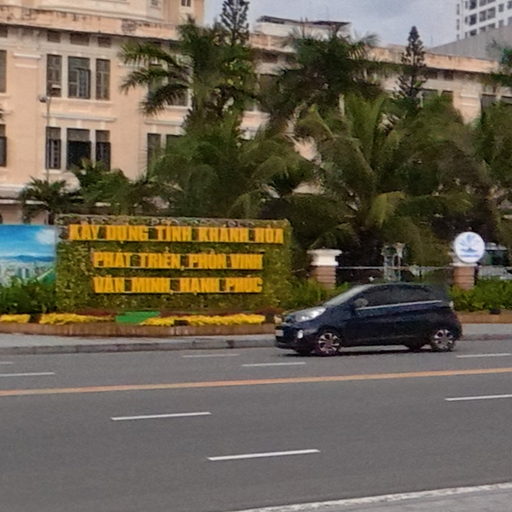 XÂY DỰNG TỈNH KHÁNH HÒA
PHÁT TRIỂN, PHỒN VINH
VĂN MINH, HẠNH PHÚC